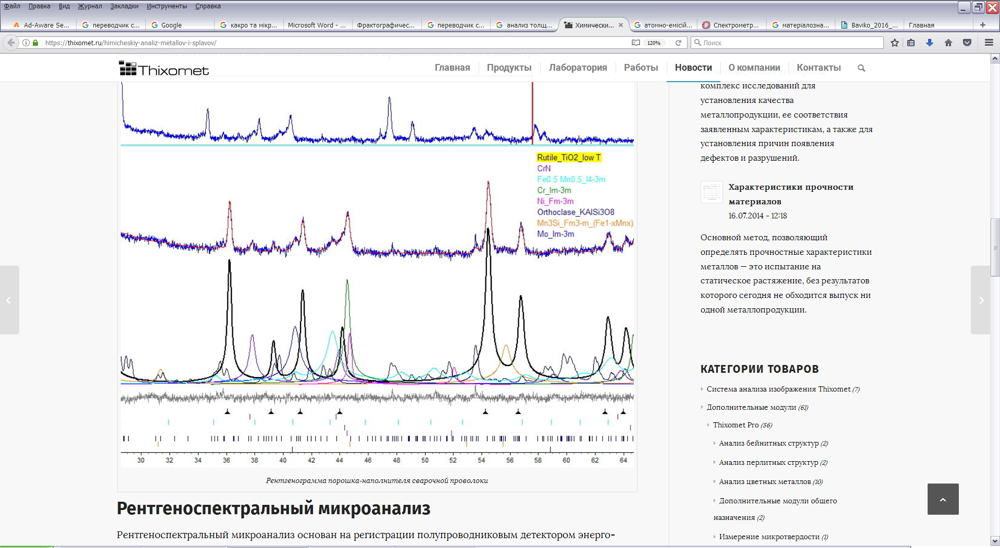 Файл Правка Вид Журнал Закладки Инструменты Справка
Ad-Aware Se... переводчик с... Google какро та мікр... Microsoft Word - ... Фрактографичес... переводчик с... анализ толщ... Химически... атомно-емісій... Спектрометр... матеріалозна... Baviko_2016_... Главная
https://thixomet.ru/himicheskiy-analiz-metallov-i-splavov/ 120% Поиск
Thixomet Главная Продукты Лаборатория Работы Новости О компании Контакты
комплекс исследований для
установления качества
металлопродукции, ее соответствия
заявленным характеристикам, а также для
установления причин появления
дефектов и разрушений.
Rutile_TiO2_low T
CrN
Fe0.5 Mn0.5_I4-3m
Cr_Im-3m
Ni_Fm-3m
Orthoclase_KAlSi3O8
Mn3Si_Fm3-m_(Fe1-xMnx)
Mo_Im-3m
30 32 34 36 38 40 42 44 46 48 50 52 54 56 58 60 62 64
Рентгенограмма порошка-наполнителя сварочной проволоки
Рентгеноспектральный микроанализ
Рентгеноспектральный микроанализ основан на регистрации полупроводниковым детектором энерго-
Характеристики прочности
материалов
16.07.2014 - 12:18
Основной метод, позволяющий
определять прочностные характеристики
металлов — это испытание на
статическое растяжение, без результатов
которого сегодня не обходится выпуск ни
одной металлопродукции.
КАТЕГОРИИ ТОВАРОВ
Система анализа изображения Thixomet (7)
Дополнительные модули (61)
Thixomet Pro (56)
Анализ бейнитных структур (2)
Анализ перлитных структур (2)
Анализ цветных металлов (10)
Дополнительные модули общего
назначения (2)
Измерение микротвердости (1)